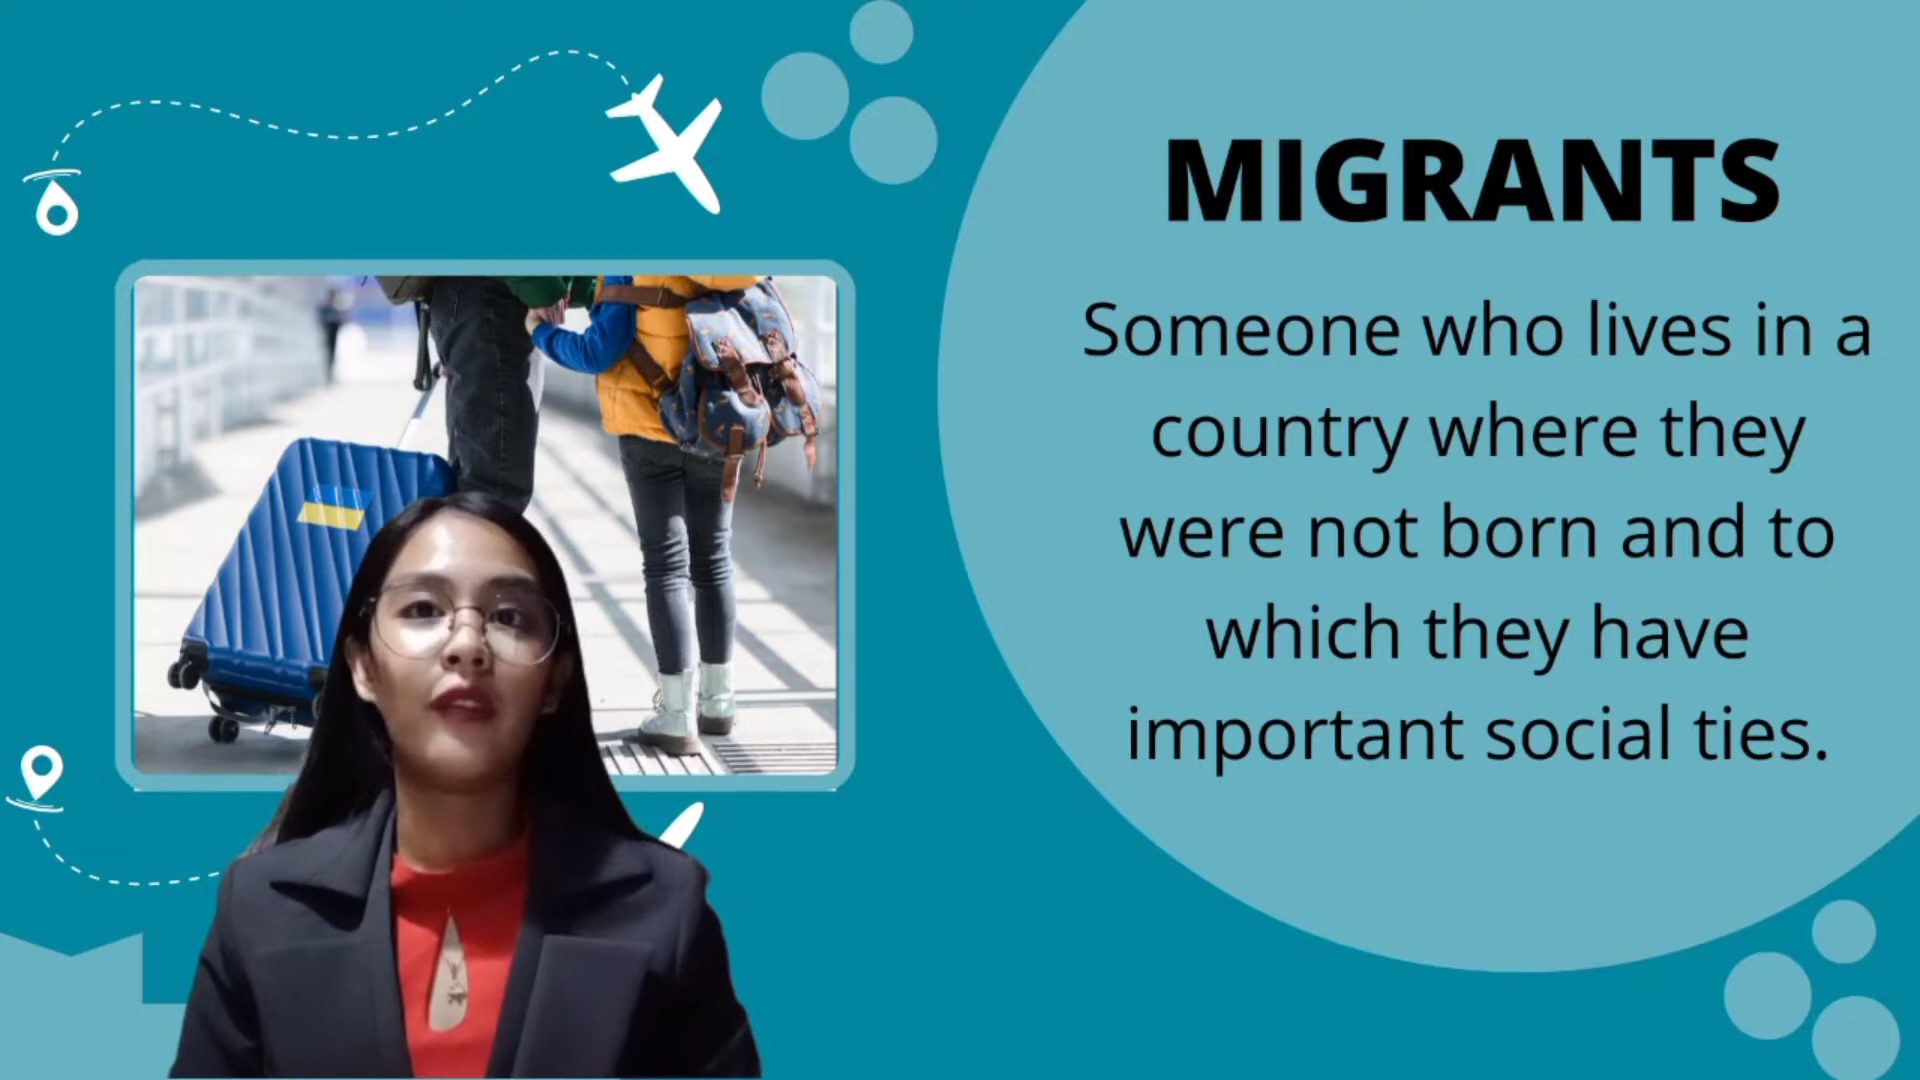 MIGRANTS
Someone who lives in a
country where they
were not born and to
which they have
important social ties.